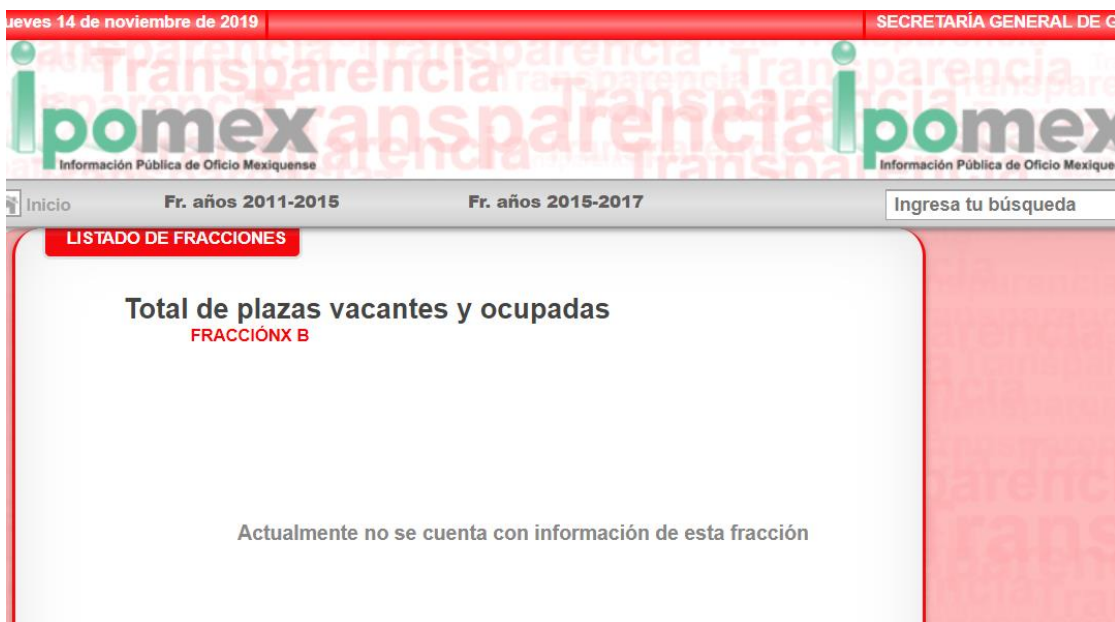 jueves 14 de noviembre de 2019
SECRETARÍA GENERAL DE G
Transparencia
ipomex
Información Pública de Oficio Mexiquense
ipomex
Información Pública de Oficio Mexique
Inicio
Fr. años 2011-2015
Fr. años 2015-2017
Ingresa tu búsqueda
LISTADO DE FRACCIONES
Total de plazas vacantes y ocupadas
FRACCIÓNX B
Actualmente no se cuenta con información de esta fracción